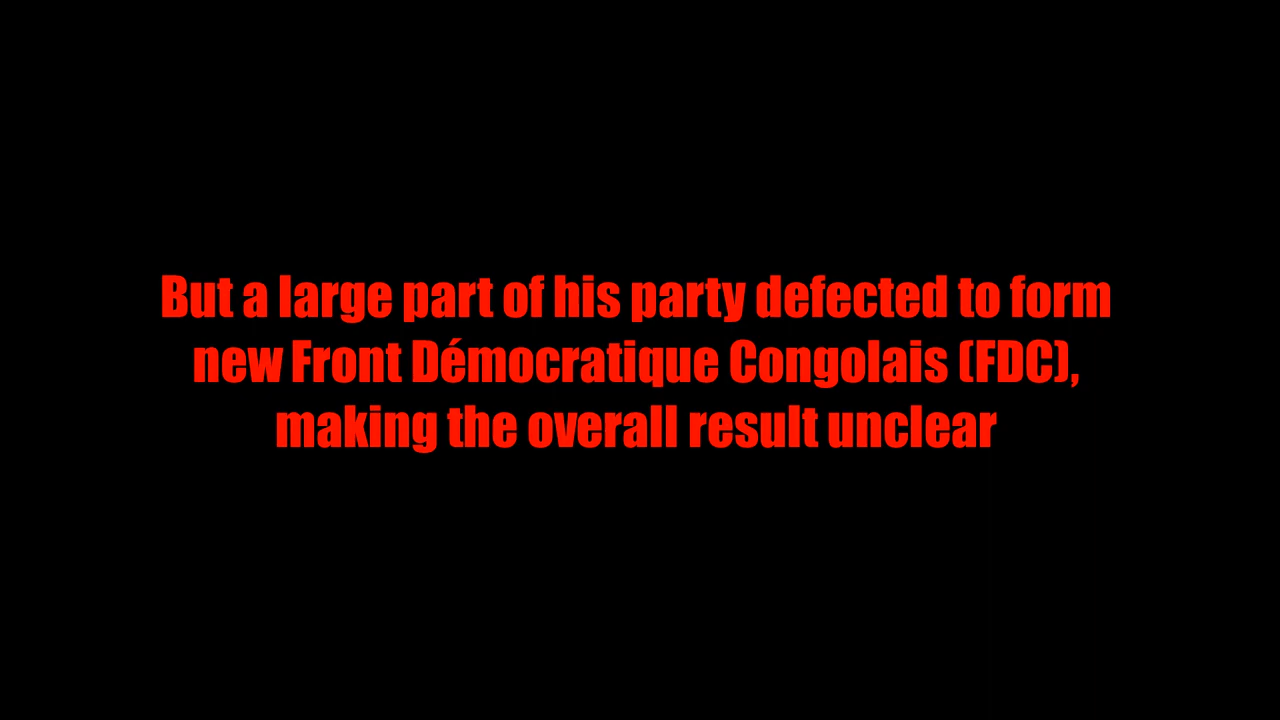 But a large part of his party defected to form
new Front Démocratique Congolais (FDC),
making the overall result unclear